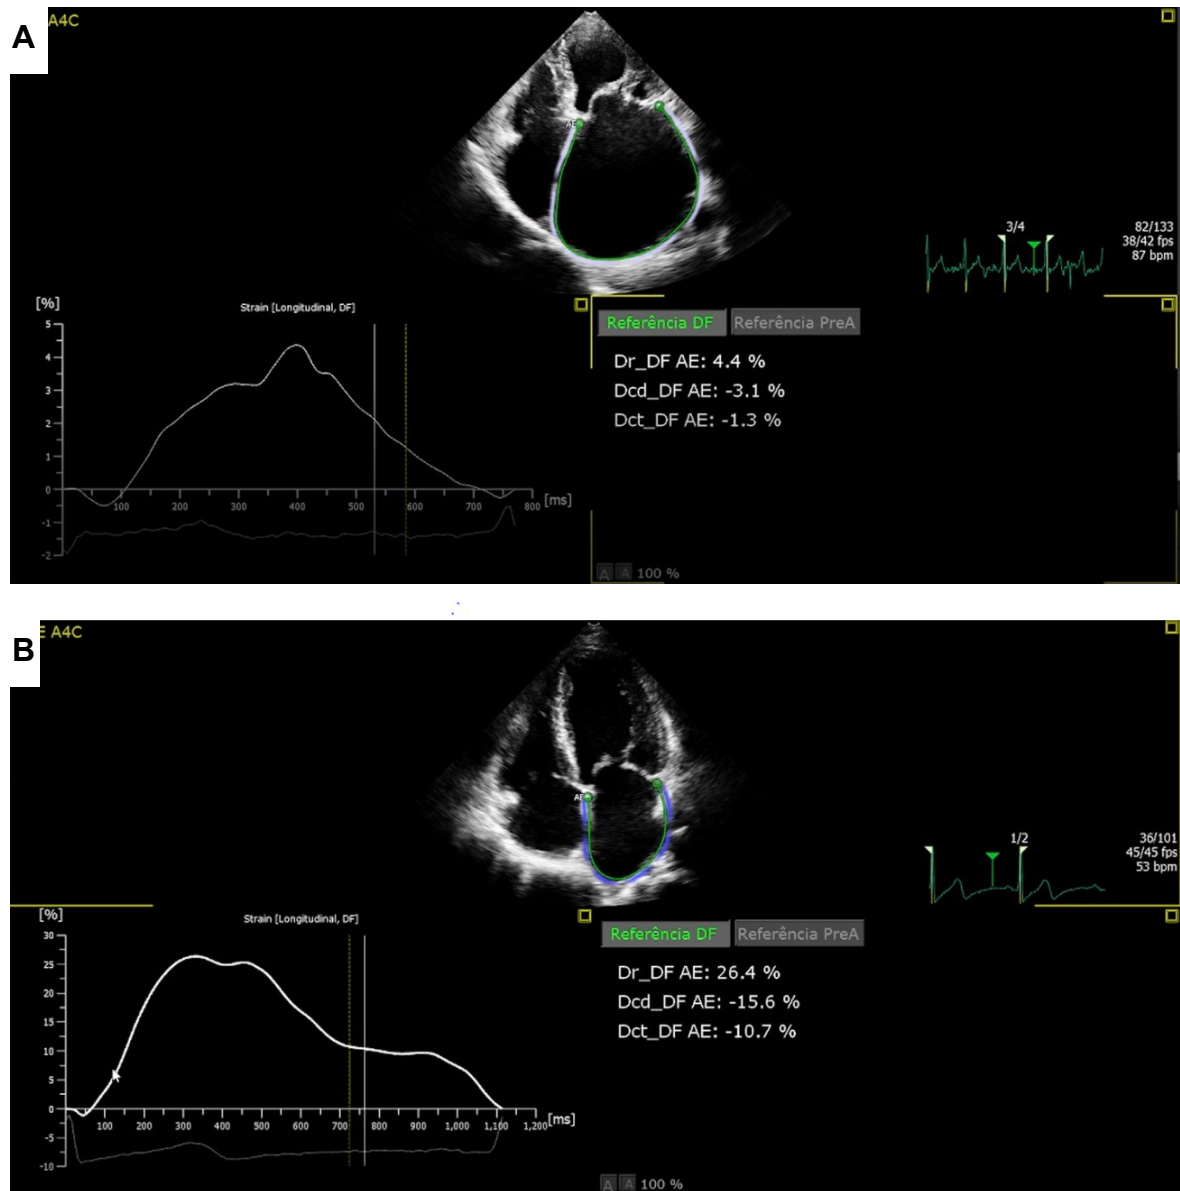 A
A4C
AE
3/4
82/133
38/42 fps
87 bpm
[%]
Strain [Longitudinal, DF]
5
4
3
2
1
0
-1
-2
100 200 300 400 500 600 700 800 [ms]
Referência DF Referência PreA
Dr_DF AE: 4.4 %
Dcd_DF AE: -3.1 %
Dct_DF AE: -1.3 %
A A 100 %
B
E A4C
AE
1/2
36/101
45/45 fps
53 bpm
[%]
Strain [Longitudinal, DF]
30
25
20
15
10
5
0
-5
-10
100 200 300 400 500 600 700 800 900 1,000 1,100 1,200 [ms]
Referência DF Referência PreA
Dr_DF AE: 26.4 %
Dcd_DF AE: -15.6 %
Dct_DF AE: -10.7 %
A A 100 %